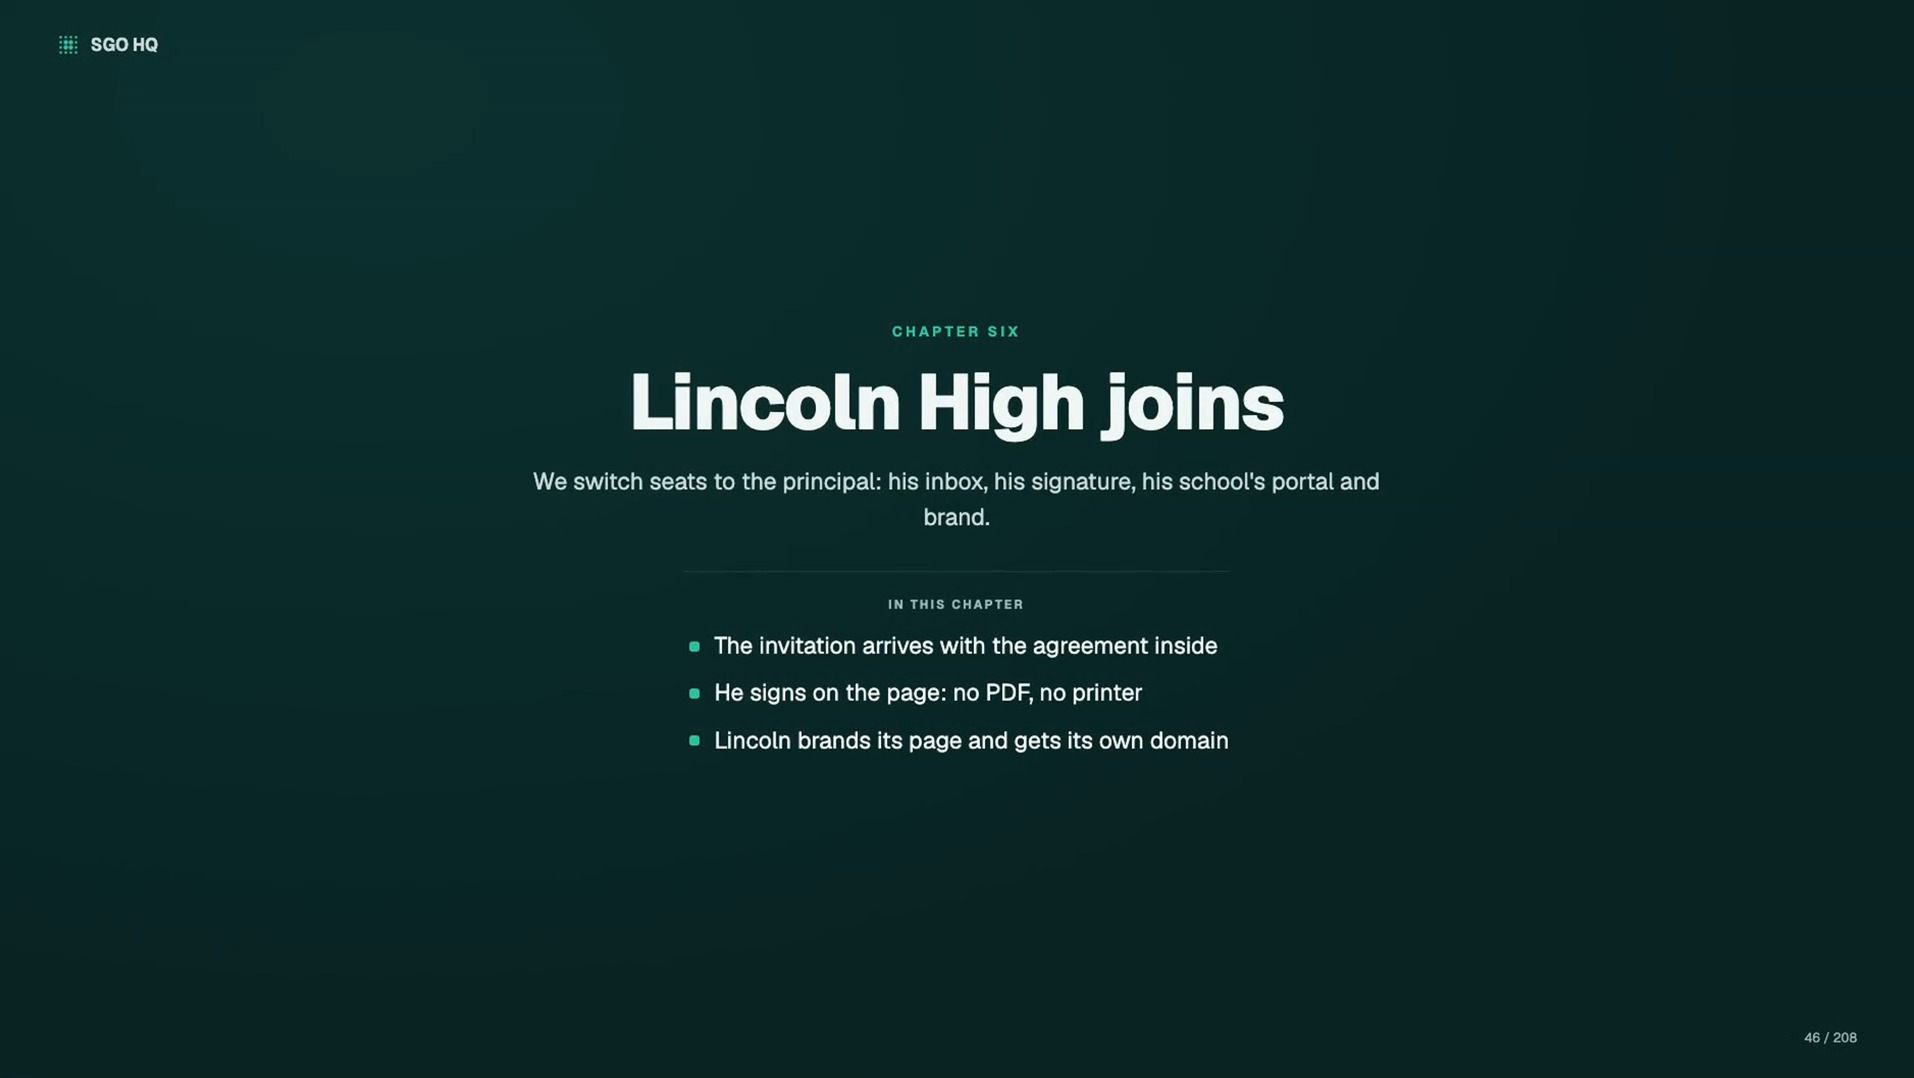 SGO HQ
CHAPTER SIX
Lincoln High joins
We switch seats to the principal: his inbox, his signature, his school's portal and
brand.
IN THIS CHAPTER
The invitation arrives with the agreement inside
He signs on the page: no PDF, no printer
Lincoln brands its page and gets its own domain
46 / 208